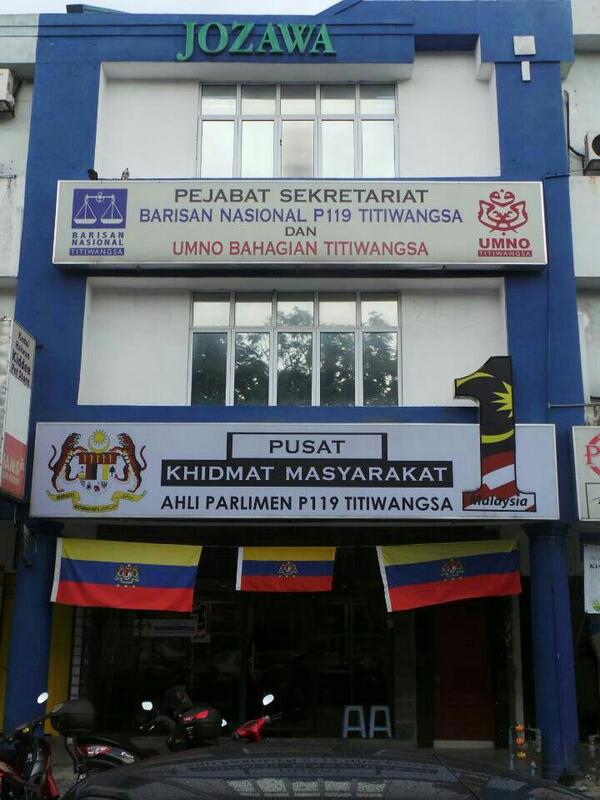 JOZAWA
PEJABAT SEKRETARIAT
BARISAN NASIONAL P119 TITIWANGSA
DAN
UMNO BAHAGIAN TITIWANGSA
BARISAN
NASIONAL
TITIWANGSA
UMNO
TITIWANGSA
PUSAT
KHIDMAT MASYARAKAT
AHLI PARLIMEN P119 TITIWANGSA
1
Malaysia